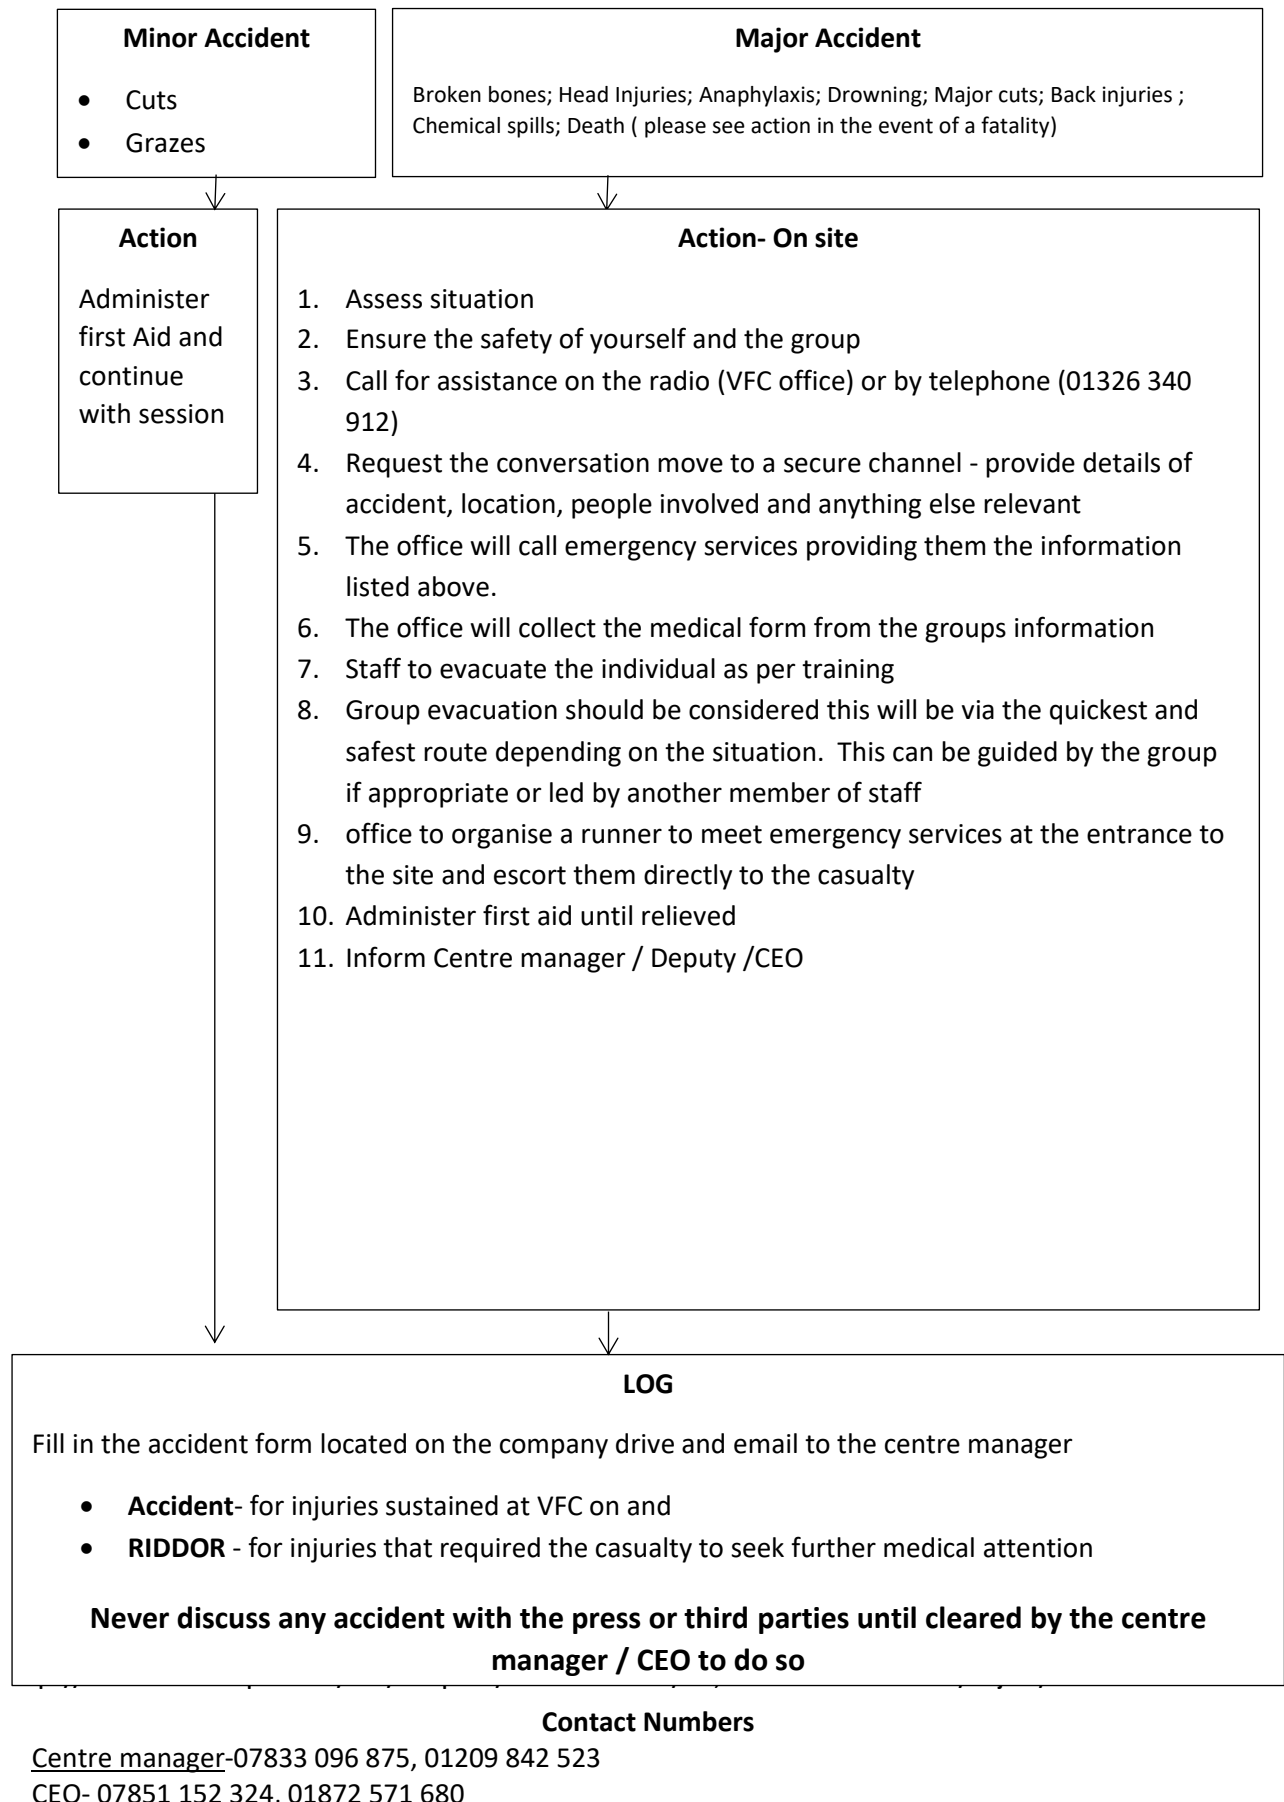 Minor Accident
• Cuts
• Grazes
Major Accident
Broken bones; Head Injuries; Anaphylaxis; Drowning; Major cuts; Back injuries ;
Chemical spills; Death ( please see action in the event of a fatality)
Action
Administer
first Aid and
continue
with session
Action- On site
1. Assess situation
2. Ensure the safety of yourself and the group
3. Call for assistance on the radio (VFC office) or by telephone (01326 340
912)
4. Request the conversation move to a secure channel - provide details of
accident, location, people involved and anything else relevant
5. The office will call emergency services providing them the information
listed above.
6. The office will collect the medical form from the groups information
7. Staff to evacuate the individual as per training
8. Group evacuation should be considered this will be via the quickest and
safest route depending on the situation.  This can be guided by the group
if appropriate or led by another member of staff
9. office to organise a runner to meet emergency services at the entrance to
the site and escort them directly to the casualty
10. Administer first aid until relieved
11. Inform Centre manager / Deputy /CEO
LOG
Fill in the accident form located on the company drive and email to the centre manager
• Accident- for injuries sustained at VFC on and
• RIDDOR - for injuries that required the casualty to seek further medical attention
Never discuss any accident with the press or third parties until cleared by the centre
manager / CEO to do so
Contact Numbers
Centre manager-07833 096 875, 01209 842 523
CEO- 07851 152 324, 01872 571 680